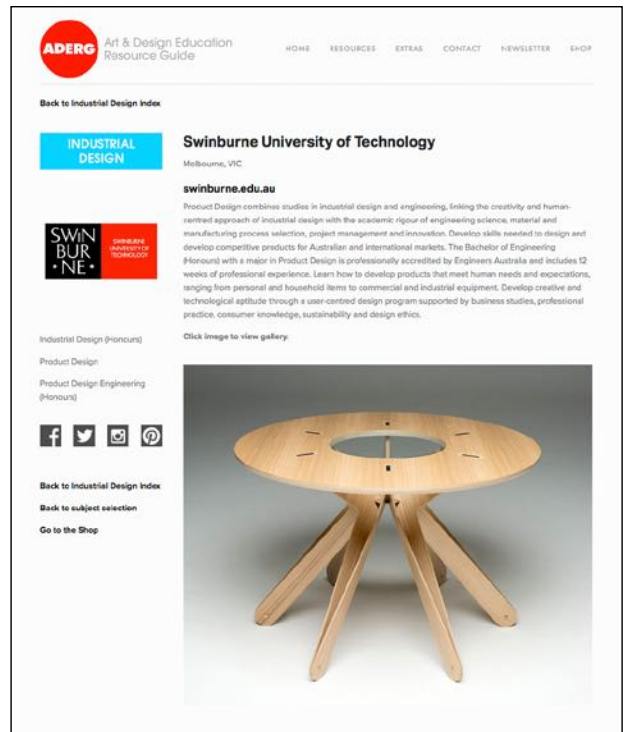 ADERG
Art & Design Education
Resource Guide
HOME RESOURCES EXTRAS CONTACT NEWSLETTER SHOP
Back to Industrial Design Index
INDUSTRIAL
DESIGN
SWIN
BUR
• NE •
SWINBURNE
UNIVERSITY OF
TECHNOLOGY
Industrial Design (Honours)
Product Design
Product Design Engineering
(Honours)
Back to Industrial Design Index
Back to subject selection
Go to the Shop
Swinburne University of Technology
Melbourne, VIC
swinburne.edu.au
Product Design combines studies in industrial design and engineering, linking the creativity and human-
centred approach of industrial design with the academic rigour of engineering science, material and
manufacturing process selection, project management and innovation. Develop skills needed to design and
develop competitive products for Australian and international markets. The Bachelor of Engineering
(Honours) with a major in Product Design is professionally accredited by Engineers Australia and includes 12
weeks of professional experience. Learn how to develop products that meet human needs and expectations,
ranging from personal and household items to commercial and industrial equipment. Develop creative and
technological aptitude through a user-centred design program supported by business studies, professional
practice, consumer knowledge, sustainability and design ethics.
Click image to view gallery.